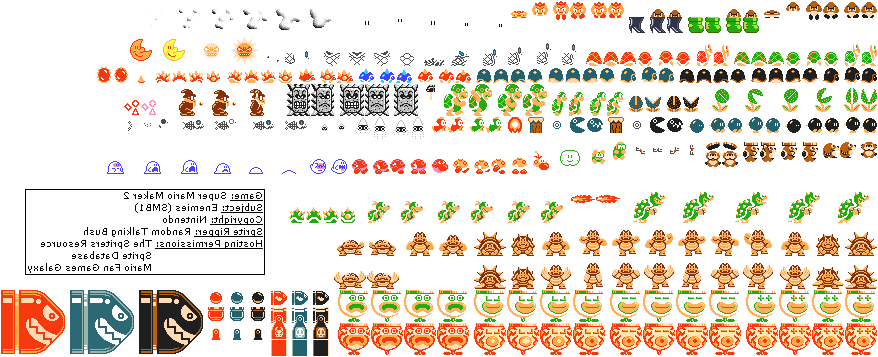 Game: Super Mario Maker 2
Subject: Enemies (SMB1)
Copyright: Nintendo
Sprite Ripper: Random Talking Bush
Hosting Permissions: The Spriters Resource
Sprite Database
Mario Fan Games Galaxy